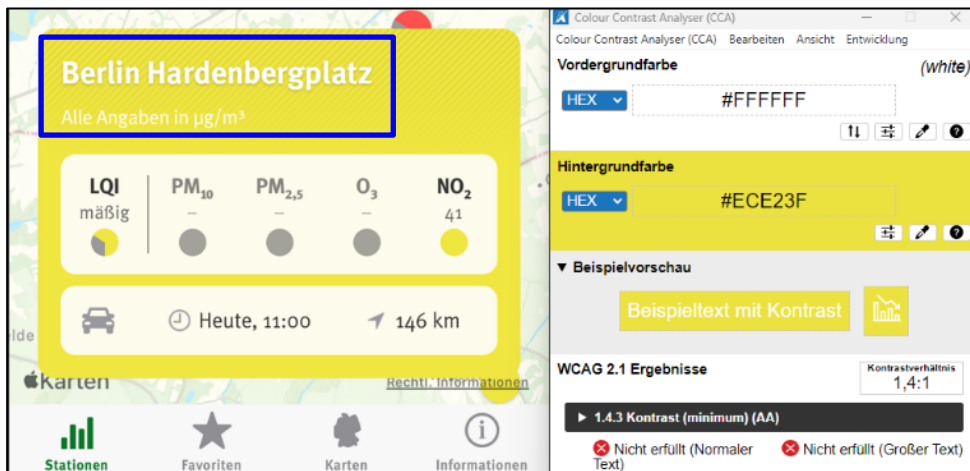 Berlin Hardenbergplatz
Alle Angaben in µg/m³
LQI
mäßig
PM₁₀
–
PM₂,₅
–
O₃
–
NO₂
41
Heute, 11:00
146 km
elde
Karten
Rechtl. Informationen
Stationen
Favoriten
Karten
Informationen
Colour Contrast Analyser (CCA)
Colour Contrast Analyser (CCA) Bearbeiten Ansicht Entwicklung
Vordergrundfarbe (white)
HEX #FFFFFF
Hintergrundfarbe
HEX #ECE23F
Beispielvorschau
Beispieltext mit Kontrast
WCAG 2.1 Ergebnisse
Kontrastverhältnis
1,4:1
1.4.3 Kontrast (minimum) (AA)
Nicht erfüllt (Normaler
Text)
Nicht erfüllt (Großer Text)